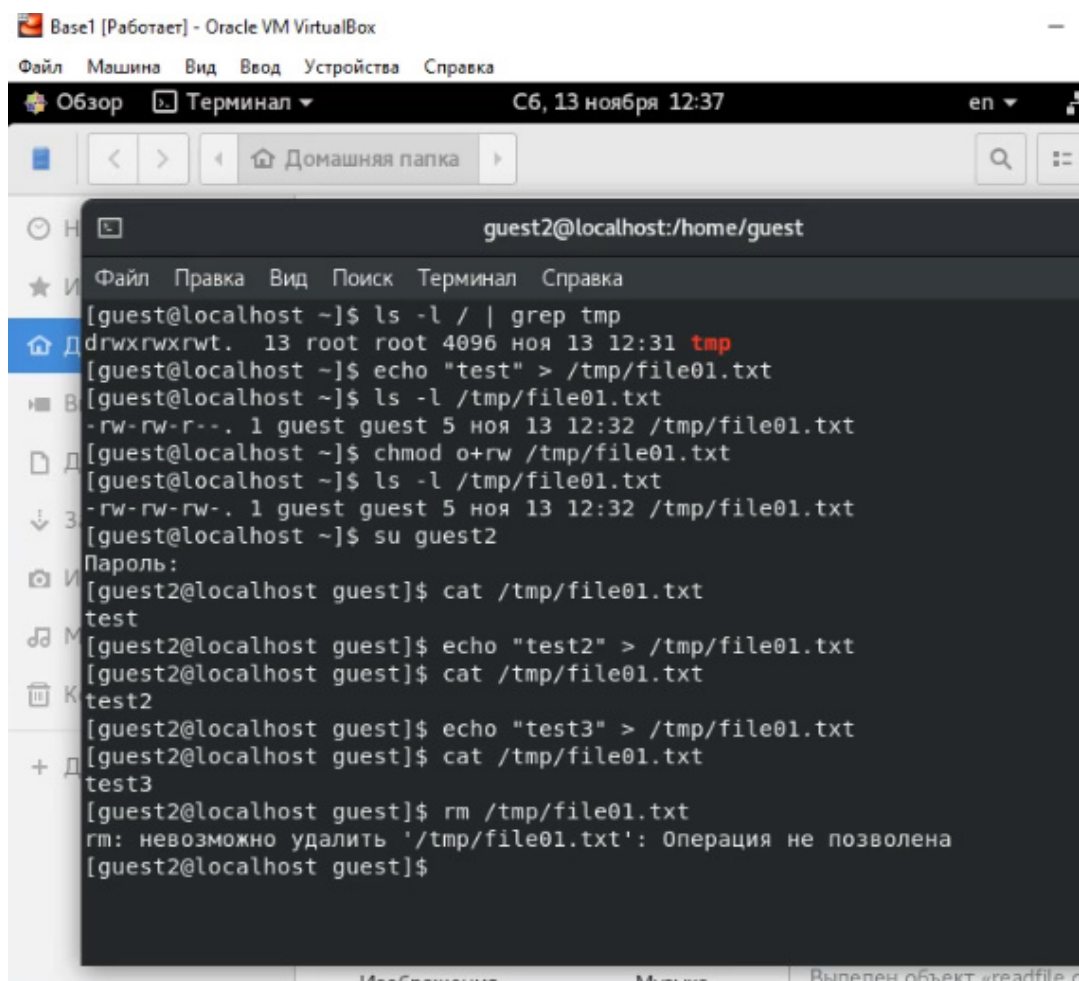 Base1 [Работает] - Oracle VM VirtualBox
Файл Машина Вид Ввод Устройства Справка
Обзор Терминал Сб, 13 ноября 12:37 en
Домашняя папка
guest2@localhost:/home/guest
Файл Правка Вид Поиск Терминал Справка
[guest@localhost ~]$ ls -l / | grep tmp
drwxrwxrwt.  13 root root 4096 ноя 13 12:31 tmp
[guest@localhost ~]$ echo "test" > /tmp/file01.txt
[guest@localhost ~]$ ls -l /tmp/file01.txt
-rw-rw-r--. 1 guest guest 5 ноя 13 12:32 /tmp/file01.txt
[guest@localhost ~]$ chmod o+rw /tmp/file01.txt
[guest@localhost ~]$ ls -l /tmp/file01.txt
-rw-rw-rw-. 1 guest guest 5 ноя 13 12:32 /tmp/file01.txt
[guest@localhost ~]$ su guest2
Пароль:
[guest2@localhost guest]$ cat /tmp/file01.txt
test
[guest2@localhost guest]$ echo "test2" > /tmp/file01.txt
[guest2@localhost guest]$ cat /tmp/file01.txt
test2
[guest2@localhost guest]$ echo "test3" > /tmp/file01.txt
[guest2@localhost guest]$ cat /tmp/file01.txt
test3
[guest2@localhost guest]$ rm /tmp/file01.txt
rm: невозможно удалить '/tmp/file01.txt': Операция не позволена
[guest2@localhost guest]$